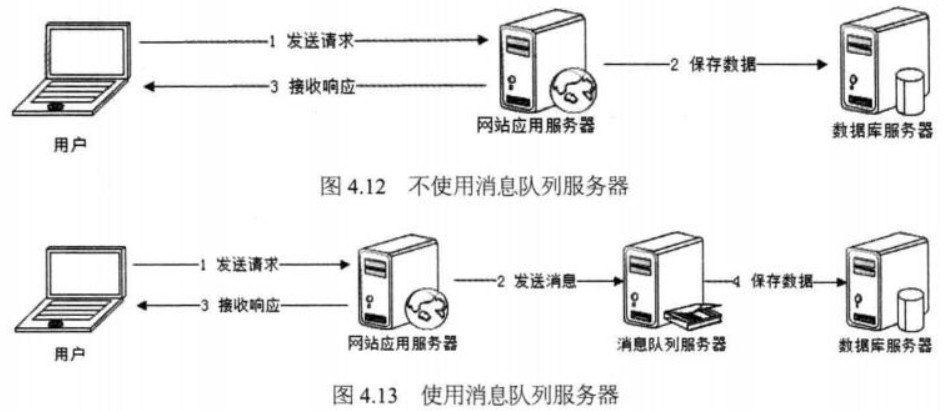 1 发送请求
2 保存数据
3 接收响应
用户
网站应用服务器
数据库服务器
图 4.12 不使用消息队列服务器
1 发送请求
2 发送消息
4 保存数据
3 接收响应
用户
网站应用服务器
消息队列服务器
数据库服务器
图 4.13 使用消息队列服务器